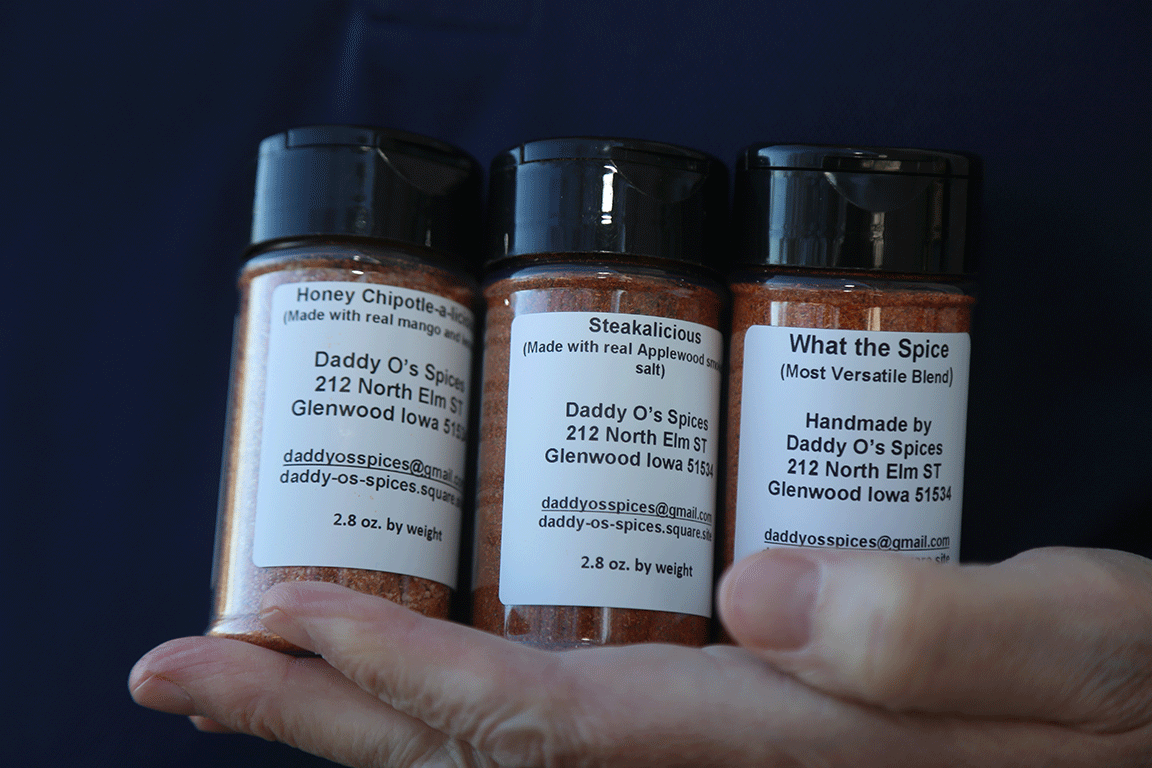 Honey Chipotle-a-
(Made with real mango and
Daddy O's Spices
212 North Elm ST
Glenwood Iowa 51534
daddyosspices@gmail.
daddy-os-spices.square.
2.8 oz. by weight
Steakalicious
(Made with real Applewood
salt)
Daddy O's Spices
212 North Elm ST
Glenwood Iowa 51534
daddyosspices@gmail.com
daddy-os-spices.square.site
2.8 oz. by weight
What the Spice
(Most Versatile Blend)
Handmade by
Daddy O's Spices
212 North Elm ST
Glenwood Iowa 51534
daddyosspices@gmail.com